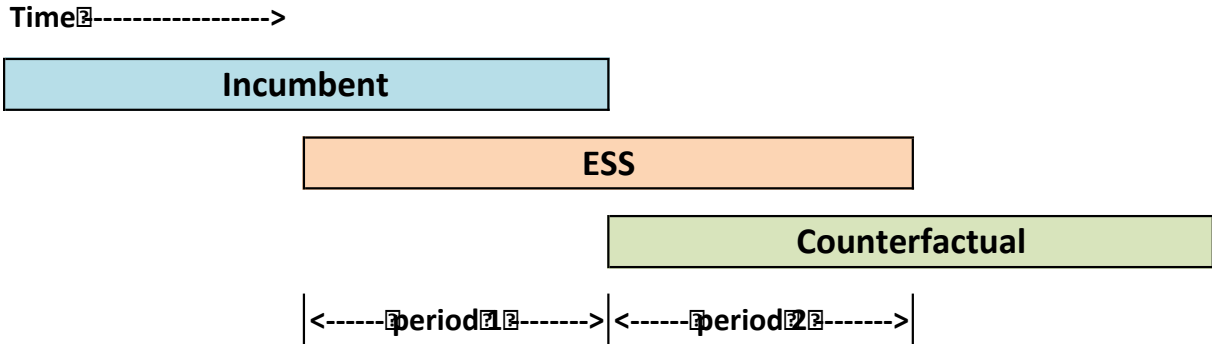 Time ------------------>
Incumbent
ESS
Counterfactual
<------ period 1 -------> <------ period 2 ------->